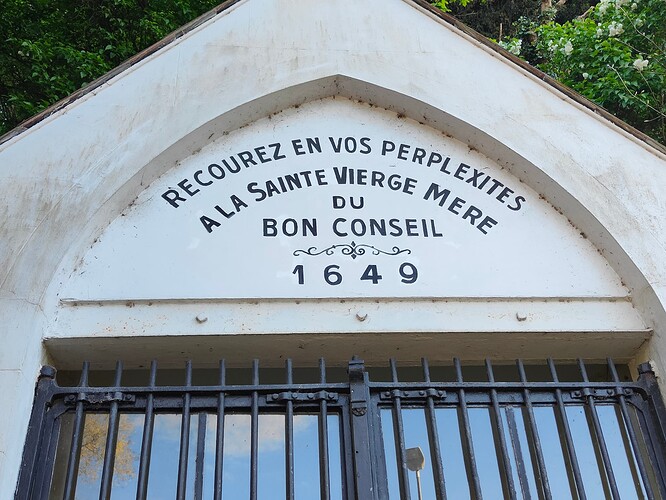 RECOUREZ EN VOS PERPLEXITES
A LA SAINTE VIERGE MERE
DU
BON CONSEIL
1649